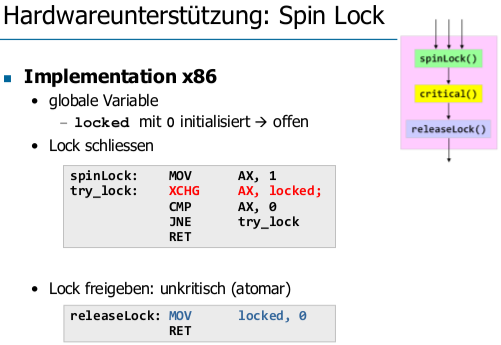 Hardwareunterstützung: Spin Lock
spinLock()
critical()
releaseLock()
Implementation x86
• globale Variable
– locked mit 0 initialisiert → offen
• Lock schliessen
spinLock: MOV AX, 1
try_lock: XCHG AX, locked;
CMP AX, 0
JNE try_lock
RET
• Lock freigeben: unkritisch (atomar)
releaseLock: MOV locked, 0
RET